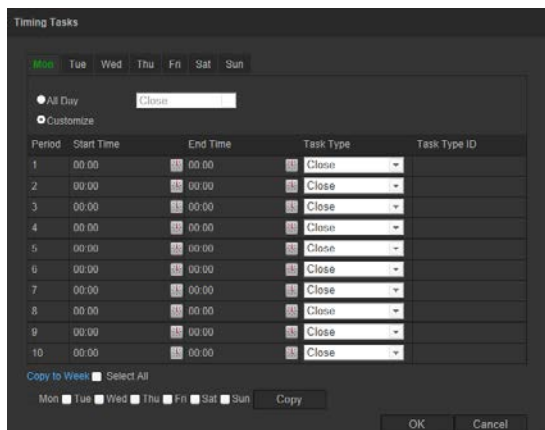 Timing Tasks
Mon Tue Wed Thu Fri Sat Sun
All Day Close
Customize
Period Start Time End Time Task Type Task Type ID
1 00:00 00:00 Close
2 00:00 00:00 Close
3 00:00 00:00 Close
4 00:00 00:00 Close
5 00:00 00:00 Close
6 00:00 00:00 Close
7 00:00 00:00 Close
8 00:00 00:00 Close
9 00:00 00:00 Close
10 00:00 00:00 Close
Copy to Week Select All
Mon Tue Wed Thu Fri Sat Sun Copy
OK Cancel